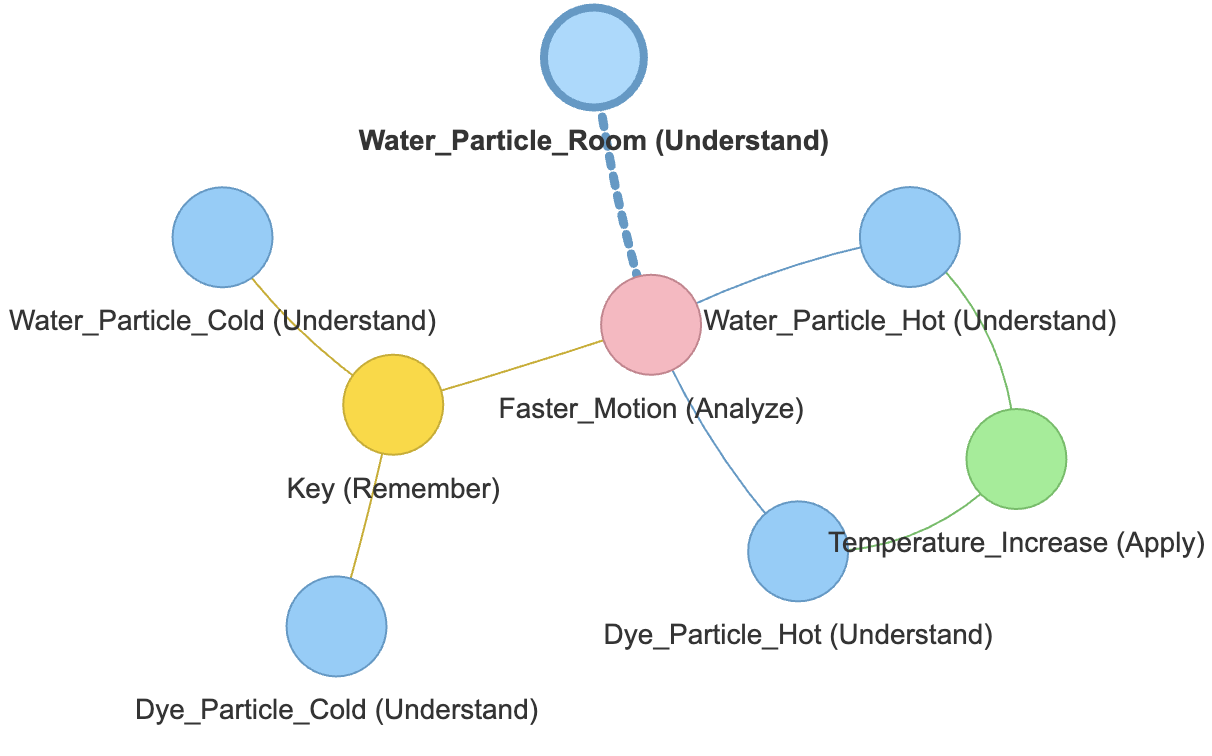 Water_Particle_Room (Understand)
Water_Particle_Cold (Understand)
Water_Particle_Hot (Understand)
Faster_Motion (Analyze)
Key (Remember)
Temperature_Increase (Apply)
Dye_Particle_Hot (Understand)
Dye_Particle_Cold (Understand)